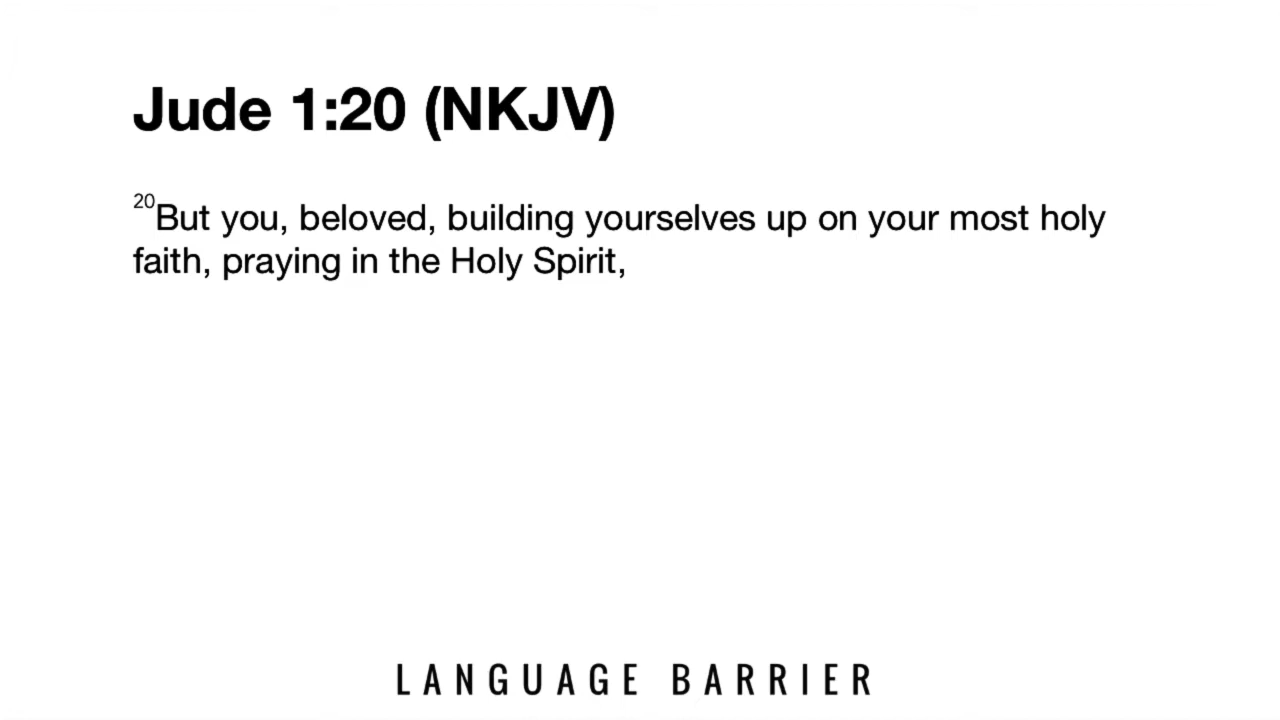 Jude 1:20 (NKJV)
20But you, beloved, building yourselves up on your most holy
faith, praying in the Holy Spirit,
LANGUAGE BARRIER